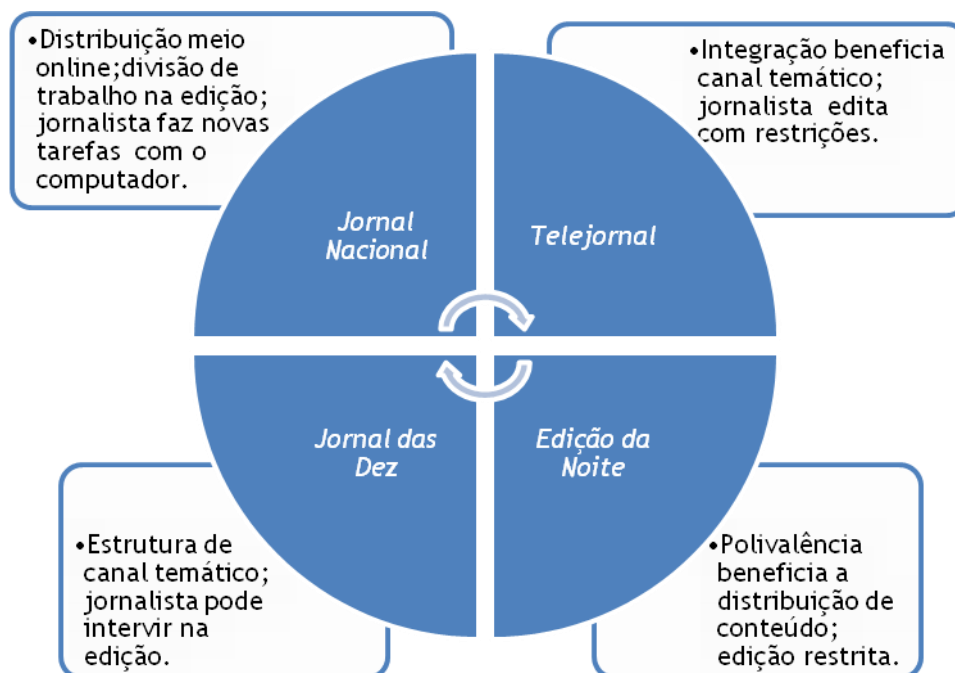 •Distribuição meio
online;divisão de
trabalho na edição;
jornalista faz novas
tarefas com o
computador.
•Integração beneficia
canal temático;
jornalista edita
com restrições.
Jornal
Nacional
Telejornal
Jornal das
Dez
Edição da
Noite
•Estrutura de
canal temático;
jornalista pode
intervir na
edição.
•Polivalência
beneficia a
distribuição de
conteúdo;
edição restrita.